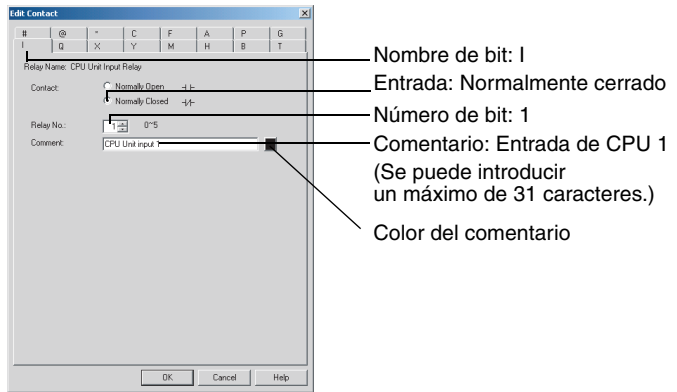 Edit Contact
# @ * C F A P G
I Q X Y M H B T
Relay Name: CPU Unit Input Relay
Contact: Normally Open
Normally Closed
Relay No.: 1 0~5
Comment: CPU Unit input 1
OK Cancel Help
Nombre de bit: I
Entrada: Normalmente cerrado
Número de bit: 1
Comentario: Entrada de CPU 1
(Se puede introducir
un máximo de 31 caracteres.)
Color del comentario